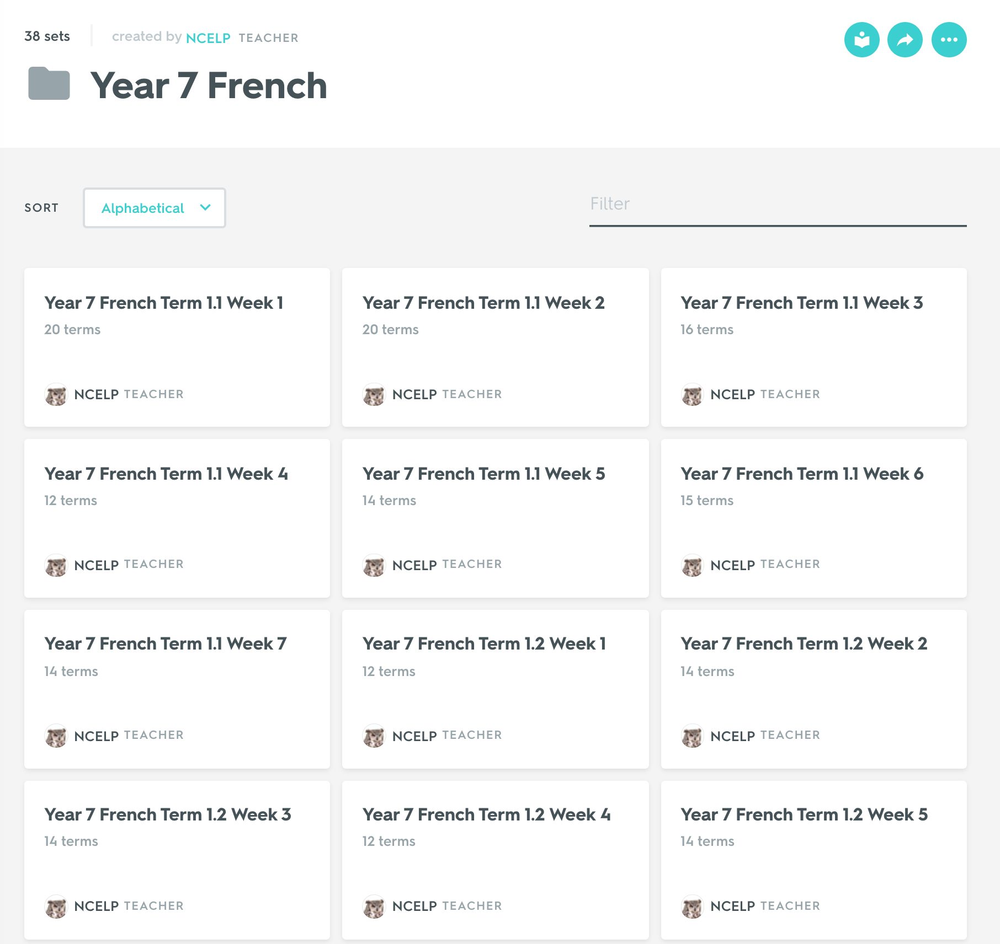 38 sets created by NCELP TEACHER
Year 7 French
SORT Alphabetical Filter
Year 7 French Term 1.1 Week 1
20 terms
NCELP TEACHER
Year 7 French Term 1.1 Week 2
20 terms
NCELP TEACHER
Year 7 French Term 1.1 Week 3
16 terms
NCELP TEACHER
Year 7 French Term 1.1 Week 4
12 terms
NCELP TEACHER
Year 7 French Term 1.1 Week 5
14 terms
NCELP TEACHER
Year 7 French Term 1.1 Week 6
15 terms
NCELP TEACHER
Year 7 French Term 1.1 Week 7
14 terms
NCELP TEACHER
Year 7 French Term 1.2 Week 1
12 terms
NCELP TEACHER
Year 7 French Term 1.2 Week 2
14 terms
NCELP TEACHER
Year 7 French Term 1.2 Week 3
14 terms
NCELP TEACHER
Year 7 French Term 1.2 Week 4
12 terms
NCELP TEACHER
Year 7 French Term 1.2 Week 5
14 terms
NCELP TEACHER